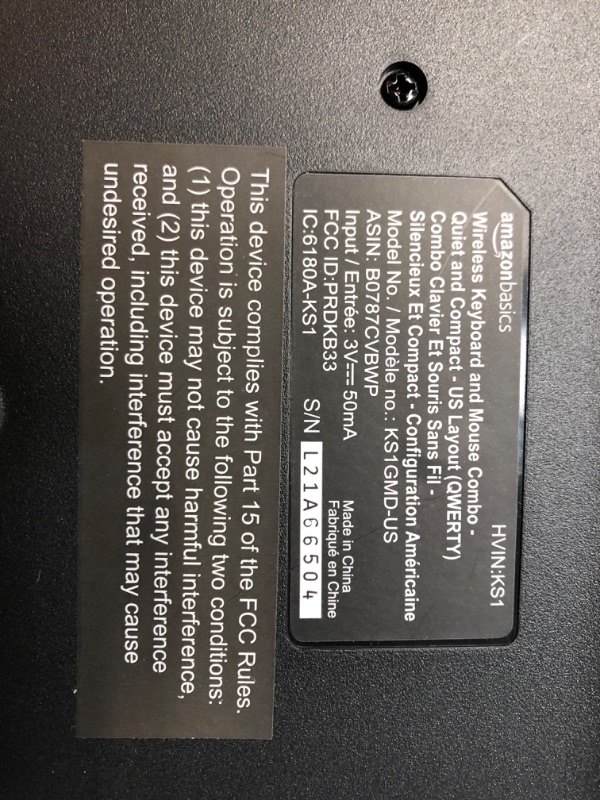 amazonbasics HVIN:KS1
Wireless Keyboard and Mouse Combo -
Quiet and Compact - US Layout (QWERTY)
Combo Clavier Et Souris Sans Fil -
Silencieux Et Compact - Configuration Américaine
Model No. / Modèle no.: KS1GMD-US
ASIN: B0787CVBWP
Input / Entrée: 3V⎓ 50mA Made in China
FCC ID:PRDKB33 Fabriqué en Chine
IC:6180A-KS1 S/N L21A66504
This device complies with Part 15 of the FCC Rules.
Operation is subject to the following two conditions:
(1) this device may not cause harmful interference,
and (2) this device must accept any interference
received, including interference that may cause
undesired operation.